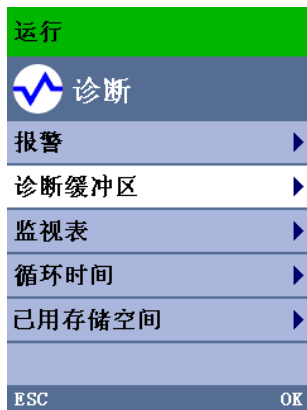 运行
诊断
报警
诊断缓冲区
监视表
循环时间
已用存储空间
ESC OK